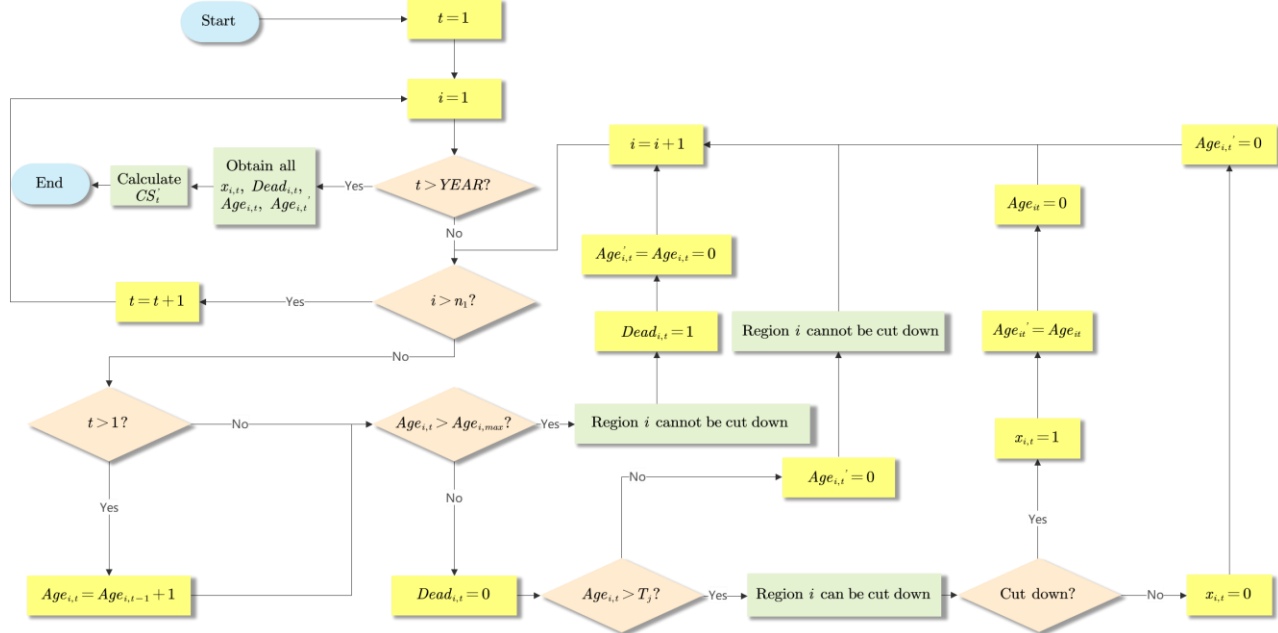 Start
t = 1
i = 1
t > YEAR?
Yes
Obtain all
x_{i,t}, Dead_{i,t},
Age_{i,t}, Age_{i,t}'
Calculate
CS_t'
End
No
i > n_1?
Yes
t = t + 1
No
t > 1?
No
Yes
Age_{i,t} = Age_{i,t-1} + 1
Age_{i,t} > Age_{i,max}?
Yes
Region i cannot be cut down
Dead_{i,t} = 1
Age_{i,t}' = Age_{i,t} = 0
i = i + 1
No
Dead_{i,t} = 0
Age_{i,t} > T_j?
No
Age_{i,t}' = 0
Region i cannot be cut down
Yes
Region i can be cut down
Cut down?
Yes
x_{i,t} = 1
Age_{it}' = Age_{it}
Age_{it} = 0
No
x_{i,t} = 0
Age_{i,t}' = 0